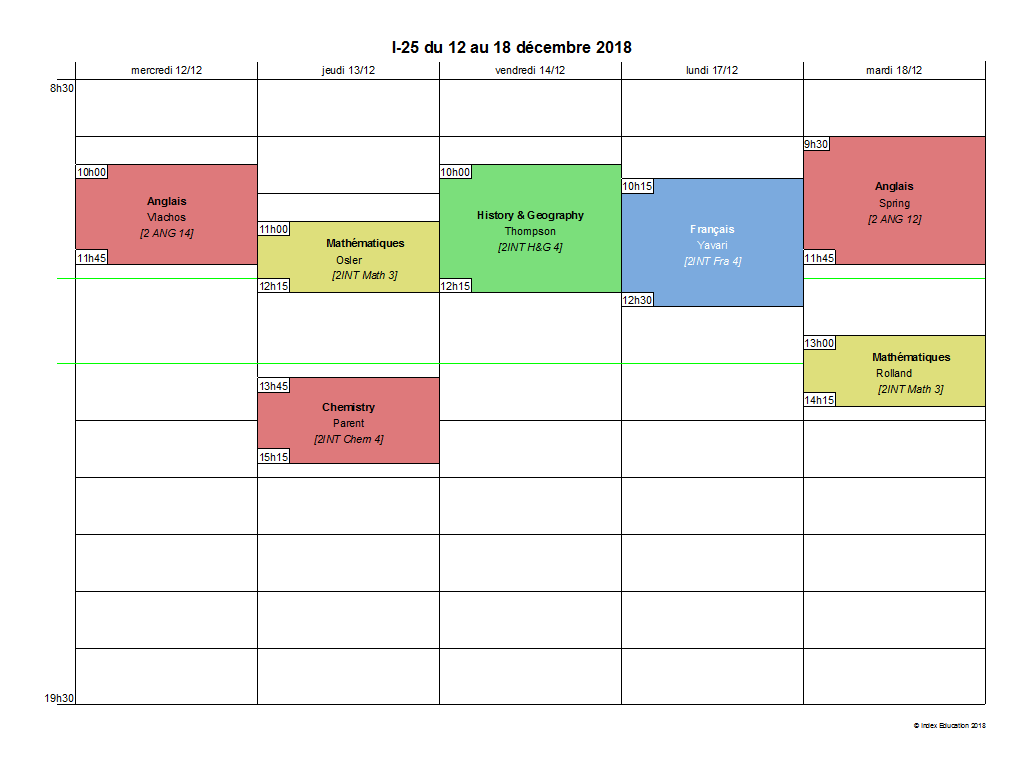 I-25 du 12 au 18 décembre 2018
mercredi 12/12
jeudi 13/12
vendredi 14/12
lundi 17/12
mardi 18/12
8h30
10h00
Anglais
Vlachos
[2 ANG 14]
11h45
11h00
Mathématiques
Osler
[2INT Math 3]
12h15
13h45
Chemistry
Parent
[2INT Chem 4]
15h15
10h00
History & Geography
Thompson
[2INT H&G 4]
12h15
10h15
Français
Yavari
[2INT Fra 4]
12h30
9h30
Anglais
Spring
[2 ANG 12]
11h45
13h00
Mathématiques
Rolland
[2INT Math 3]
14h15
19h30
© Index Education 2018